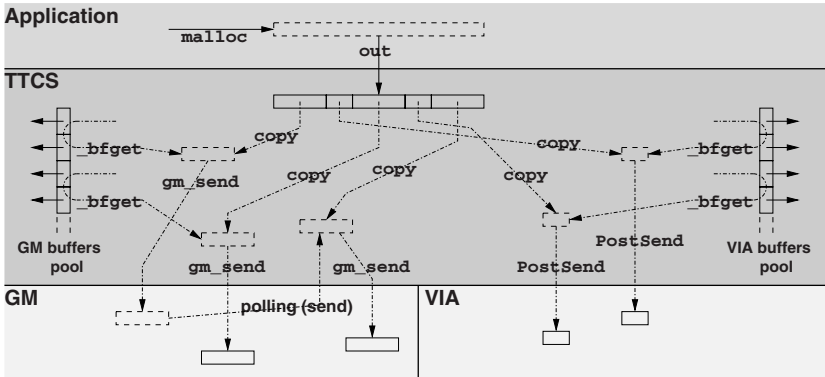 Application
malloc
out
TTCS
copy
copy
_bfget
_bfget
gm_send
copy
copy
copy
_bfget
_bfget
GM buffers
pool
gm_send
gm_send
PostSend
PostSend
VIA buffers
pool
GM
polling (send)
VIA